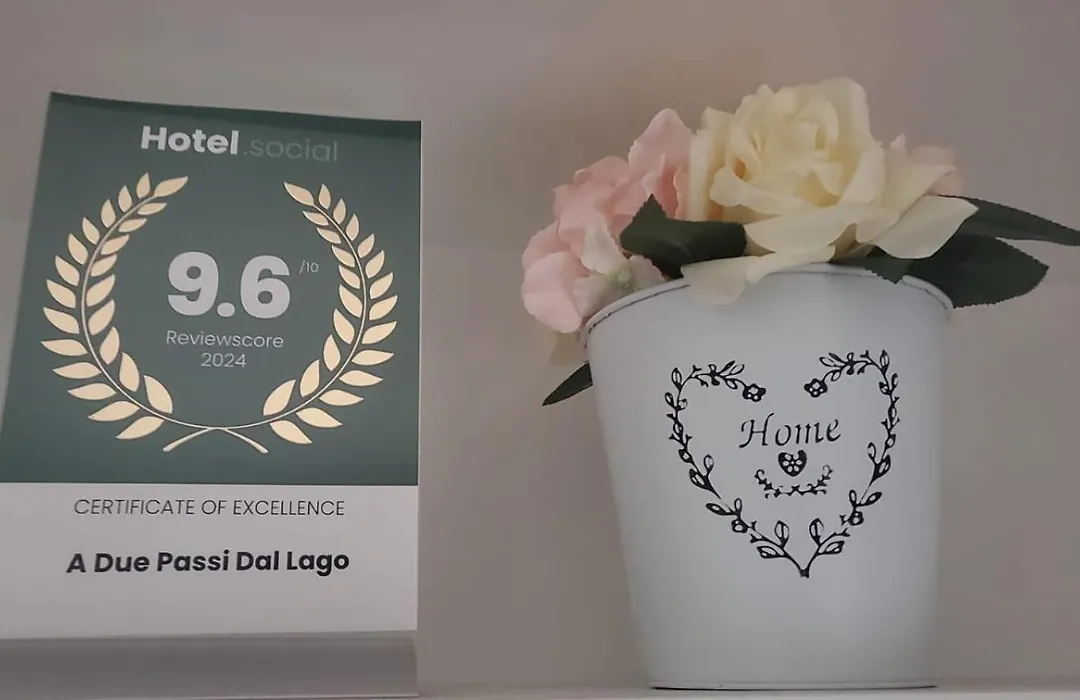 Hotel.social
9.6 /10
Reviewscore
2024
CERTIFICATE OF EXCELLENCE
A Due Passi Dal Lago
Home